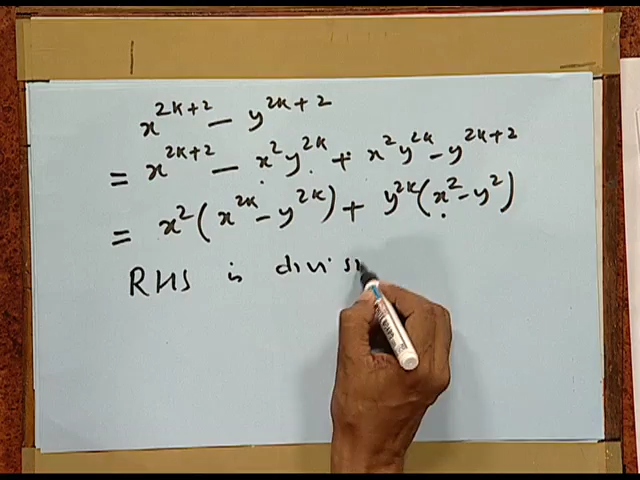 x^{2k+2} - y^{2k+2}
= x^{2k+2} - x^2 y^{2k} + x^2 y^{2k} - y^{2k+2}
= x^2 (x^{2k} - y^{2k}) + y^{2k} (x^2 - y^2)
RHS is divisi